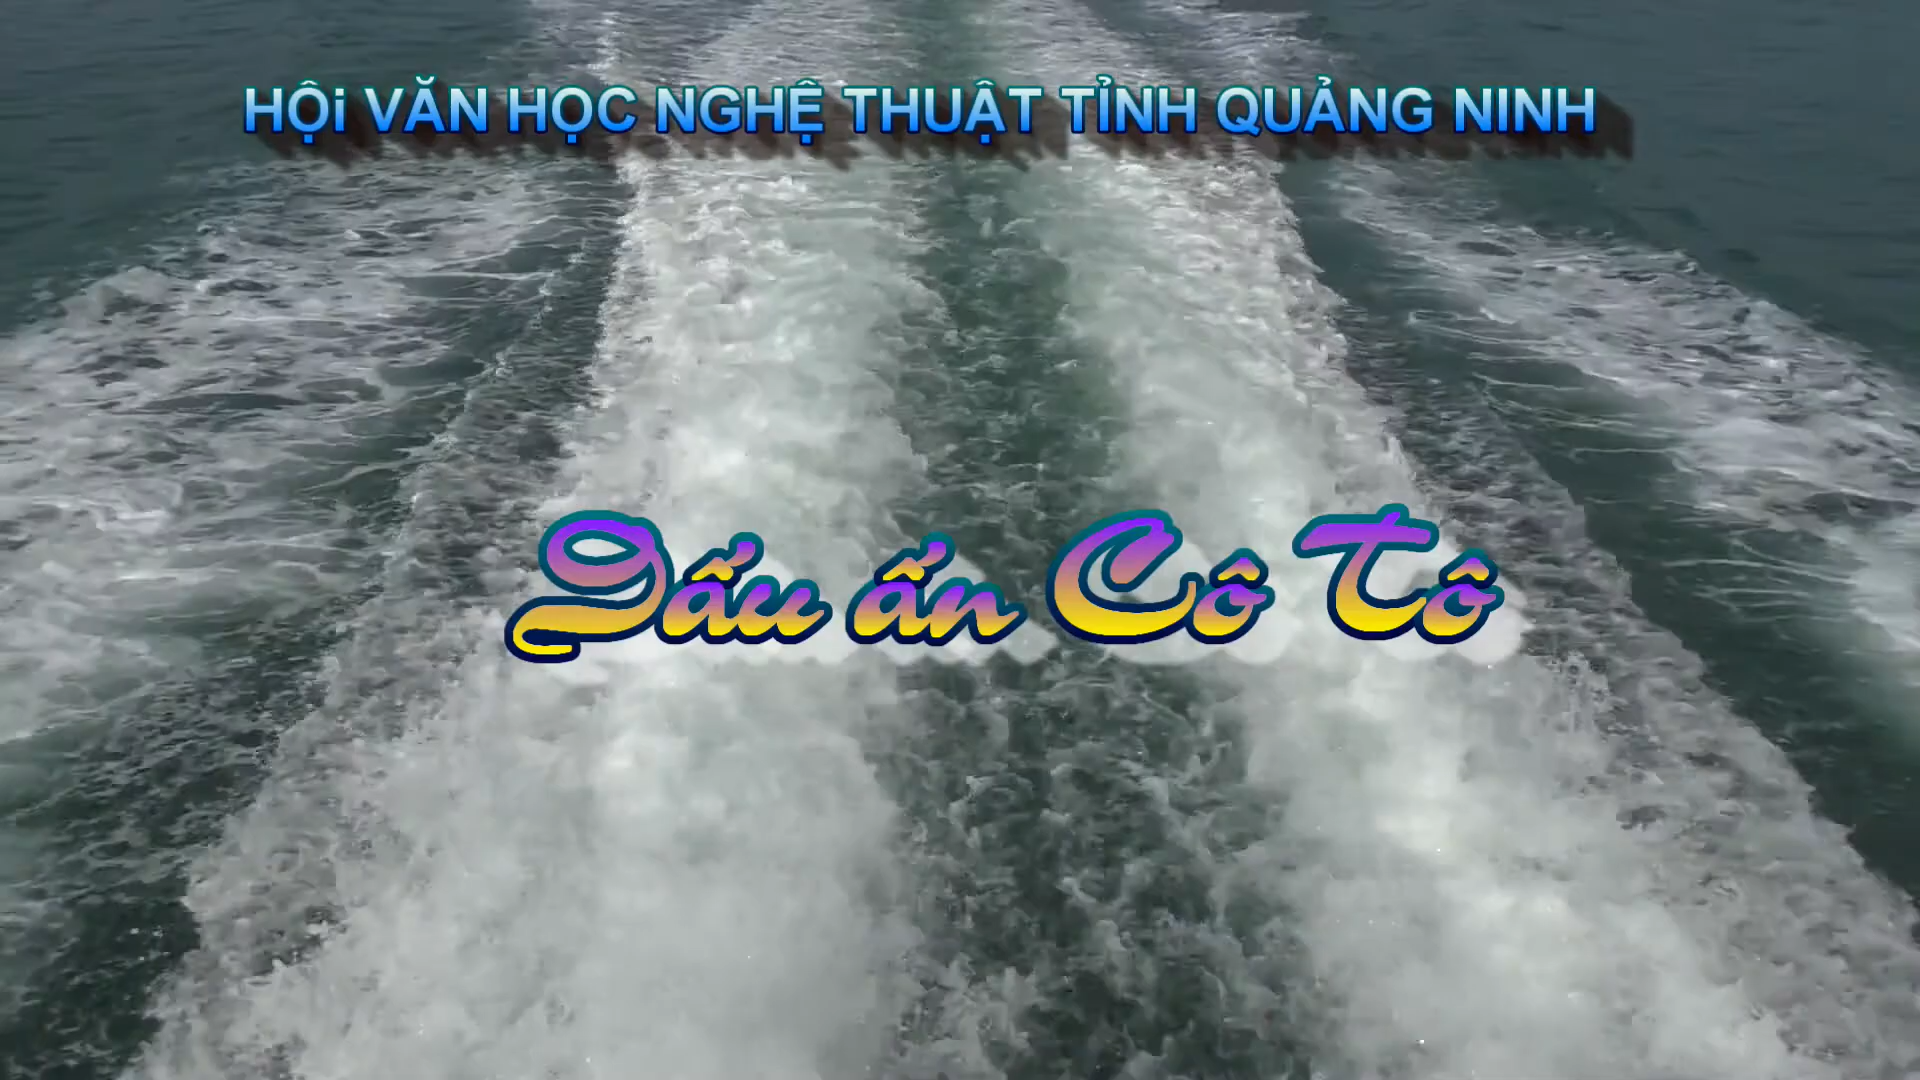 HỘi VĂN HỌC NGHỆ THUẬT TỈNH QUẢNG NINH
Dấu ấn Cô Tô